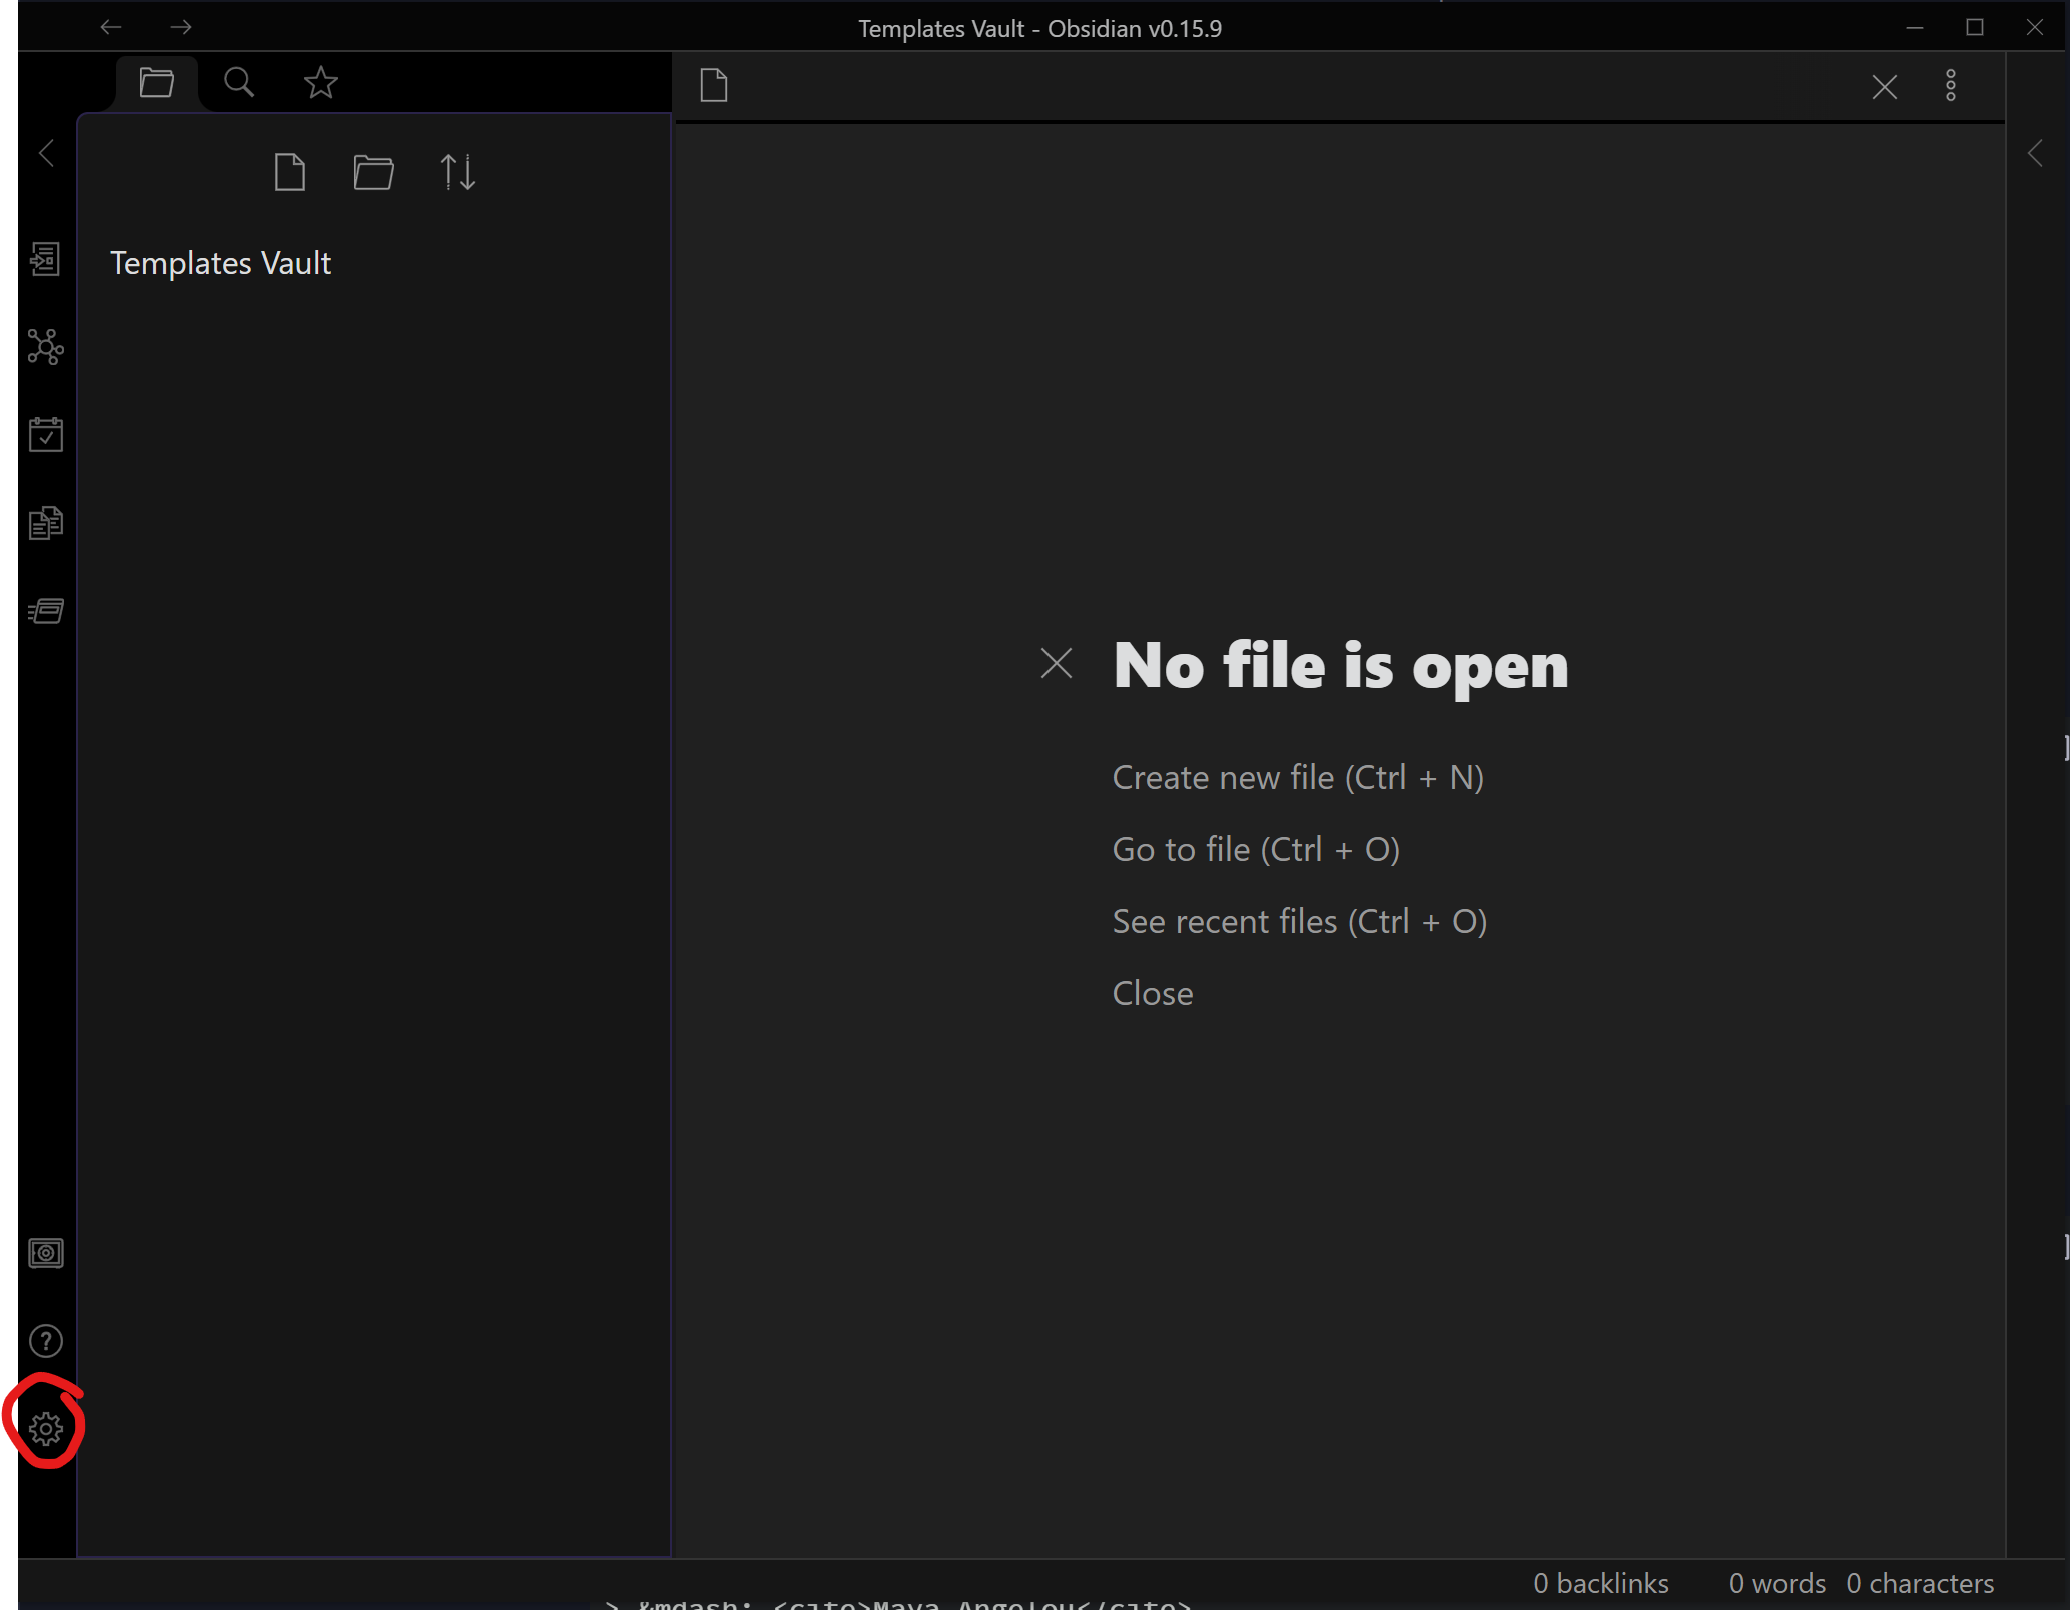 Templates Vault - Obsidian v0.15.9
Templates Vault
No file is open
Create new file (Ctrl + N)
Go to file (Ctrl + O)
See recent files (Ctrl + O)
Close
0 backlinks 0 words 0 characters
> &mdash; <cite>Maya Angelou</cite>